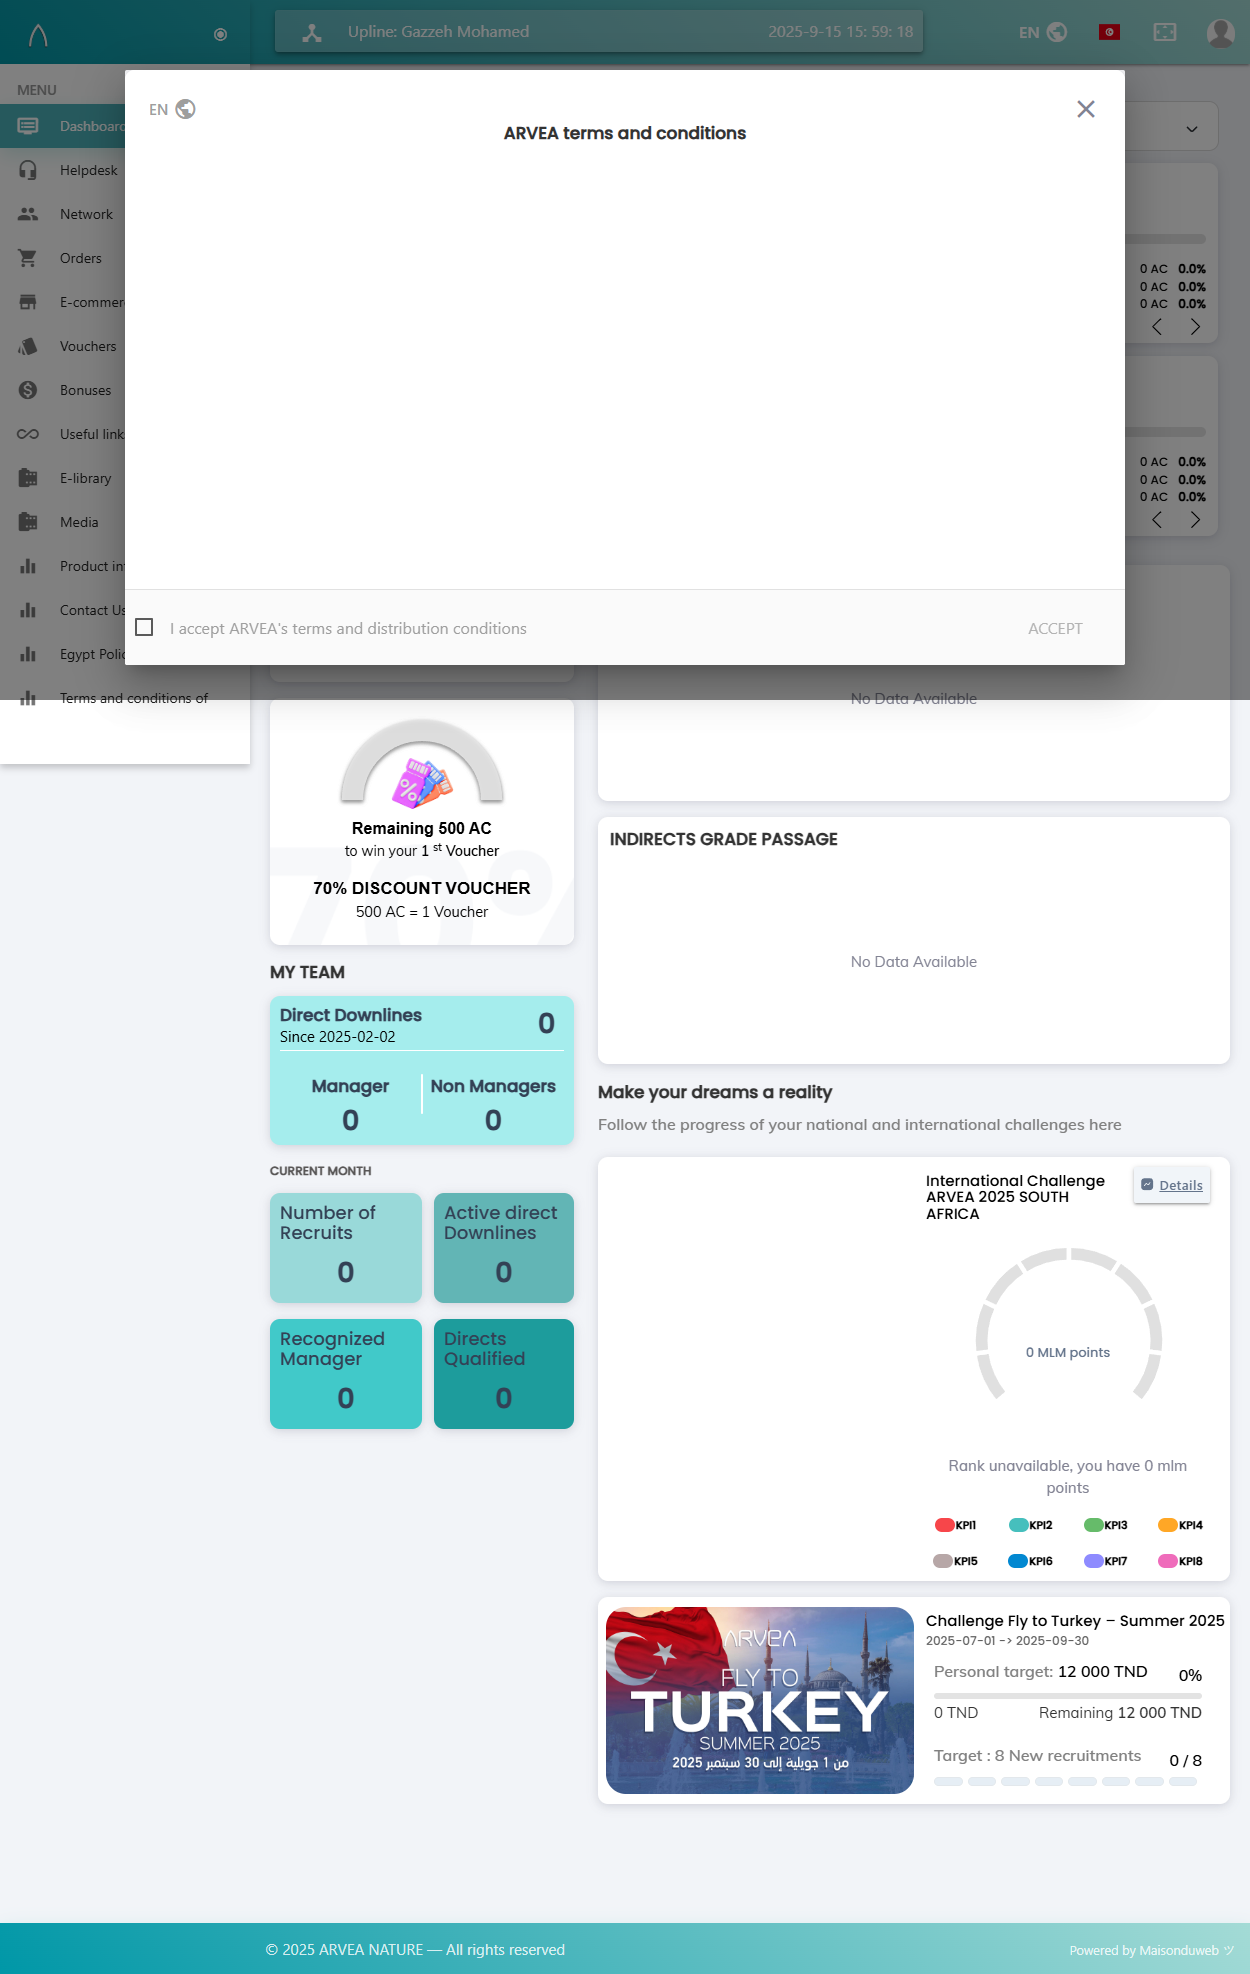 Upline: Gazzeh Mohamed
2025-9-15 15: 59: 18
EN
MENU
Dashboard
Helpdesk
Network
Orders
Vouchers
Bonuses
E-library
Media
Product
Contact
Egypt
Terms and conditions of
EN
ARVEA terms and conditions
I accept ARVEA's terms and distribution conditions
ACCEPT
0 AC 0.0%
0 AC 0.0%
0 AC 0.0%
0 AC 0.0%
0 AC 0.0%
0 AC 0.0%
No Data Available
Remaining 500 AC
to win your 1 st Voucher
70% DISCOUNT VOUCHER
500 AC = 1 Voucher
70%
INDIRECTS GRADE PASSAGE
No Data Available
MY TEAM
Direct Downlines
Since 2025-02-02
0
Manager
0
Non Managers
0
CURRENT MONTH
Number of
Recruits
0
Active direct
Downlines
0
Recognized
Manager
0
Directs
Qualified
0
Make your dreams a reality
Follow the progress of your national and international challenges here
International Challenge
ARVEA 2025 SOUTH
AFRICA
Details
0 MLM points
Rank unavailable, you have 0 mlm
points
KPI1 KPI2 KPI3 KPI4
KPI5 KPI6 KPI7 KPI8
ARVEA
FLY TO
TURKEY
SUMMER 2025
من 1 جويلية إلى 30 سبتمبر 2025
Challenge Fly to Turkey – Summer 2025
2025-07-01 -> 2025-09-30
Personal target: 12 000 TND
0%
0 TND
Remaining 12 000 TND
Target : 8 New recruitments
0 / 8
© 2025 ARVEA NATURE — All rights reserved
Powered by Maisonduweb ツ